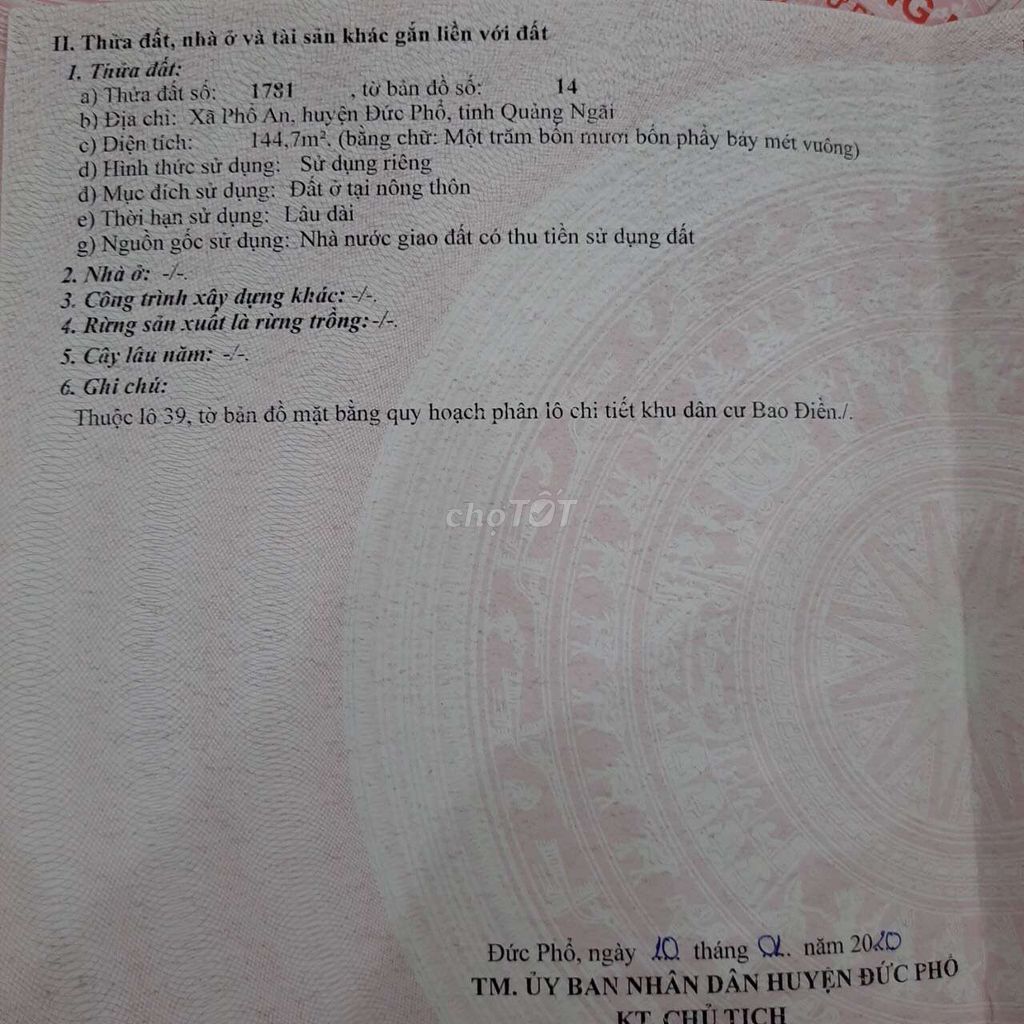 II. Thửa đất, nhà ở và tài sản khác gắn liền với đất
1. Thửa đất:
a) Thửa đất số: 1781 , tờ bản đồ số: 14
b) Địa chỉ: Xã Phổ An, huyện Đức Phổ, tỉnh Quảng Ngãi
c) Diện tích: 144,7m². (bằng chữ: Một trăm bốn mươi bốn phẩy bảy mét vuông)
d) Hình thức sử dụng: Sử dụng riêng
đ) Mục đích sử dụng: Đất ở tại nông thôn
e) Thời hạn sử dụng: Lâu dài
g) Nguồn gốc sử dụng: Nhà nước giao đất có thu tiền sử dụng đất
2. Nhà ở: -/-.
3. Công trình xây dựng khác: -/-.
4. Rừng sản xuất là rừng trồng:-/-.
5. Cây lâu năm: -/-.
6. Ghi chú:
Thuộc lô 39, tờ bản đồ mặt bằng quy hoạch phân lô chi tiết khu dân cư Bao Điền./.
chợTỐT
Đức Phổ, ngày 20 tháng 01. năm 2020
TM. ỦY BAN NHÂN DÂN HUYỆN ĐỨC PHỔ
KT. CHỦ TỊCH